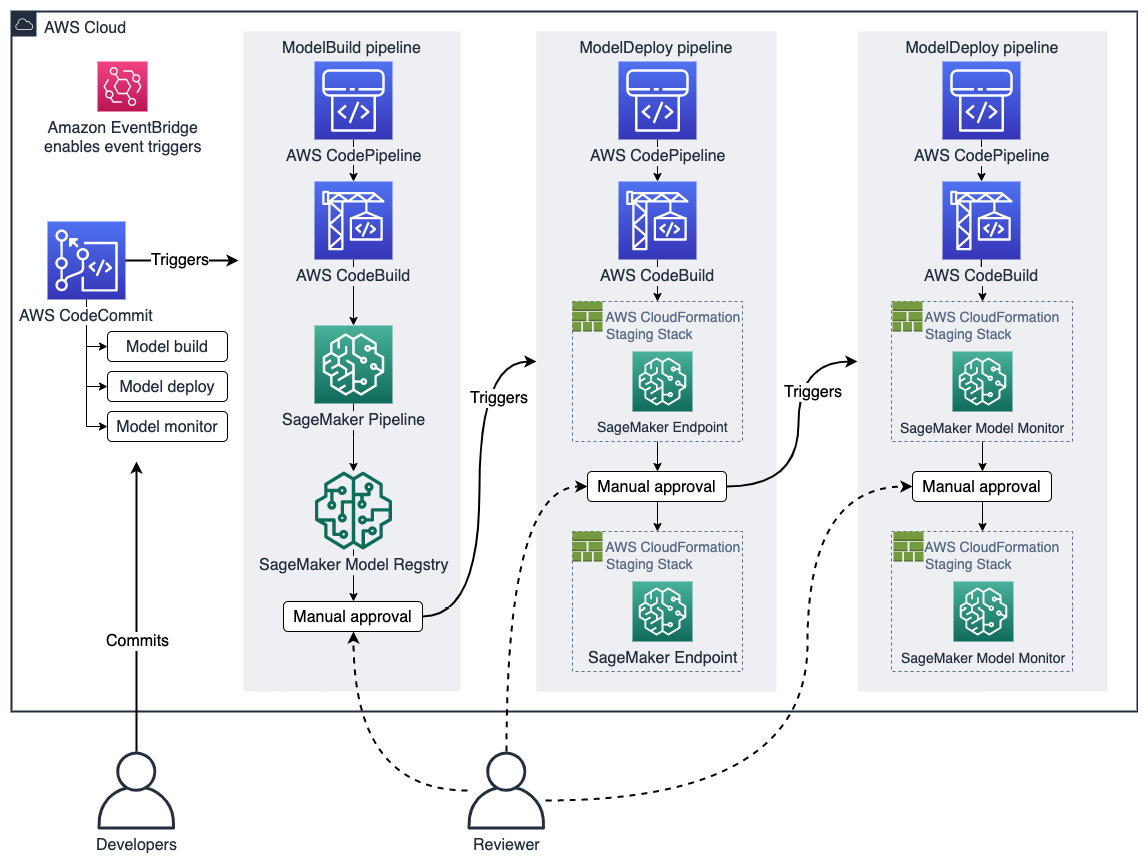 AWS Cloud
Amazon EventBridge
enables event triggers
AWS CodeCommit
Triggers
Model build
Model deploy
Model monitor
Commits
Developers
ModelBuild pipeline
AWS CodePipeline
AWS CodeBuild
SageMaker Pipeline
SageMaker Model Regstry
Manual approval
Triggers
ModelDeploy pipeline
AWS CodePipeline
AWS CodeBuild
AWS CloudFormation
Staging Stack
SageMaker Endpoint
Manual approval
AWS CloudFormation
Staging Stack
SageMaker Endpoint
Triggers
ModelDeploy pipeline
AWS CodePipeline
AWS CodeBuild
AWS CloudFormation
Staging Stack
SageMaker Model Monitor
Manual approval
AWS CloudFormation
Staging Stack
SageMaker Model Monitor
Reviewer